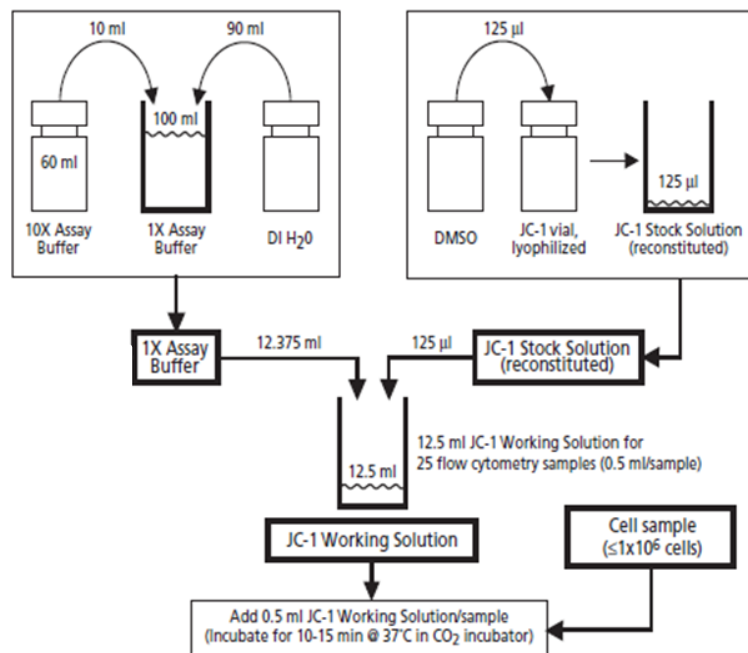 10 ml
90 ml
100 ml
60 ml
10X Assay
Buffer
1X Assay
Buffer
DI H20
125 µl
125 µl
DMSO
JC-1 vial,
lyophilized
JC-1 Stock Solution
(reconstituted)
1X Assay
Buffer
12.375 ml
125 µl
JC-1 Stock Solution
(reconstituted)
12.5 ml
12.5 ml JC-1 Working Solution for
25 flow cytometry samples (0.5 ml/sample)
JC-1 Working Solution
Cell sample
(≤1x10⁶ cells)
Add 0.5 ml JC-1 Working Solution/sample
(Incubate for 10-15 min @ 37°C in CO₂ incubator)